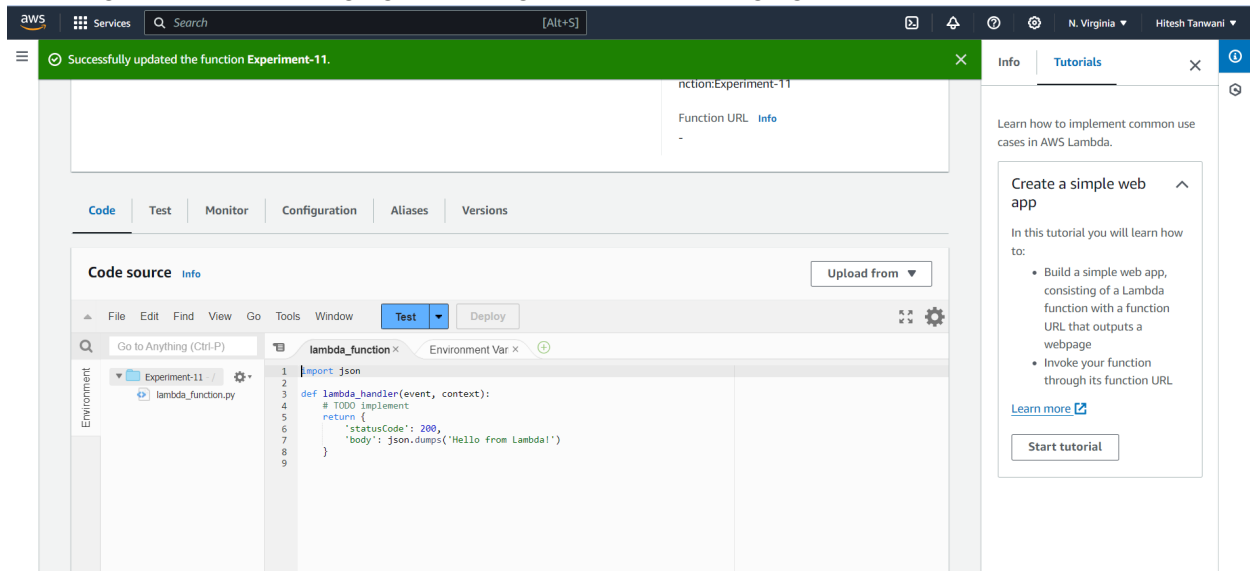 aws Services Search [Alt+S] N. Virginia Hitesh Tanwani
Successfully updated the function Experiment-11.
nction:Experiment-11
Function URL Info
-
Code Test Monitor Configuration Aliases Versions
Code source Info
Upload from
File Edit Find View Go Tools Window Test Deploy
Go to Anything (Ctrl-P)
lambda_function × Environment Var ×
Environment
Experiment-11 - /
lambda_function.py
1 import json
2
3 def lambda_handler(event, context):
4 # TODO implement
5 return {
6 'statusCode': 200,
7 'body': json.dumps('Hello from Lambda!')
8 }
9
Info Tutorials
Learn how to implement common use
cases in AWS Lambda.
Create a simple web
app
In this tutorial you will learn how
to:
• Build a simple web app,
consisting of a Lambda
function with a function
URL that outputs a
webpage
• Invoke your function
through its function URL
Learn more
Start tutorial